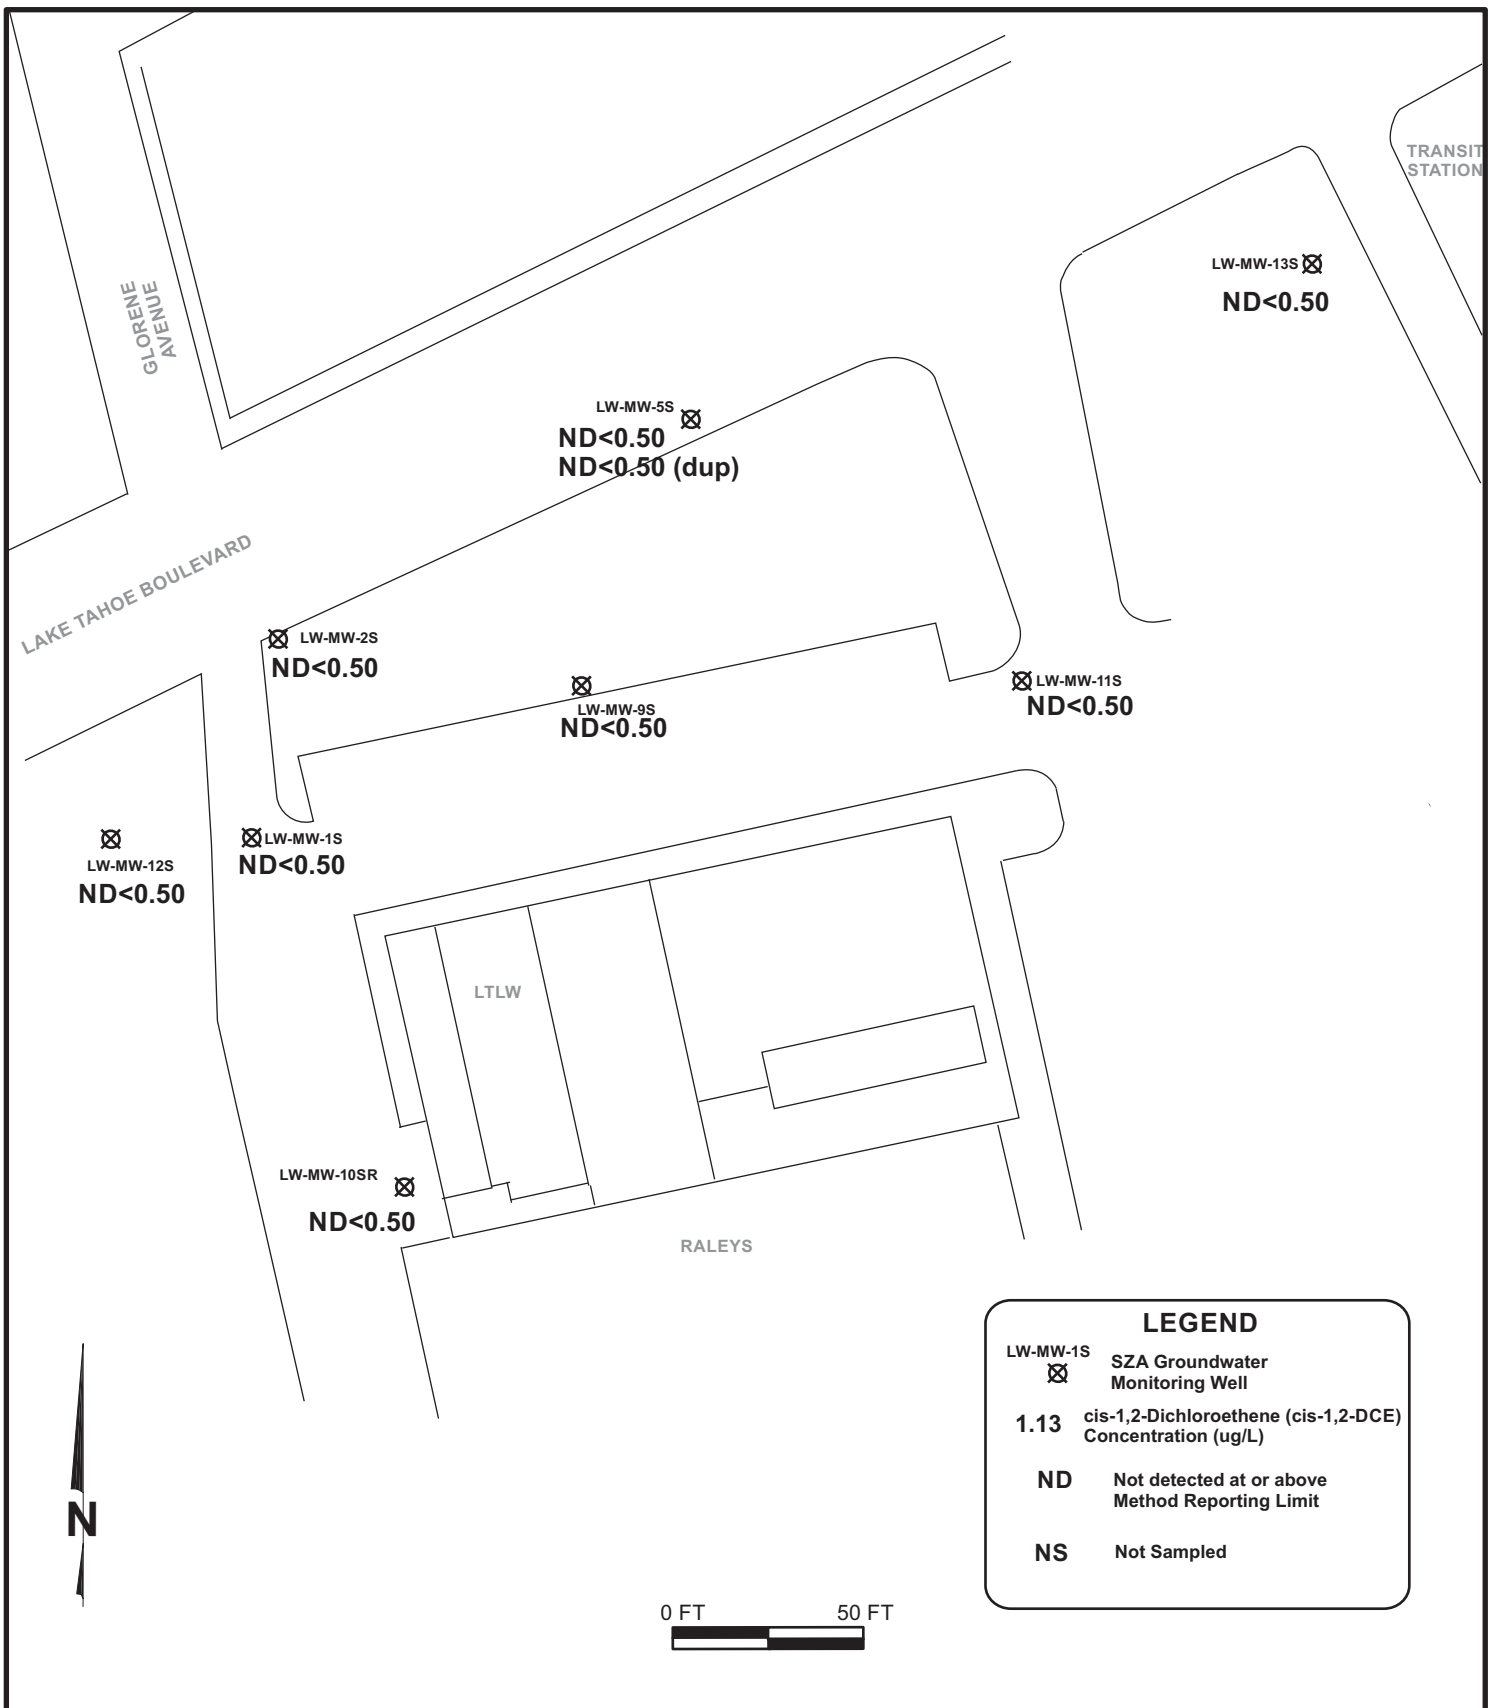 TRANSIT
STATION
LW-MW-13S
ND<0.50
GLORENE
AVENUE
LW-MW-5S
ND<0.50
ND<0.50 (dup)
LAKE TAHOE BOULEVARD
LW-MW-2S
ND<0.50
LW-MW-9S
ND<0.50
LW-MW-11S
ND<0.50
LW-MW-12S
ND<0.50
LW-MW-1S
ND<0.50
LTLW
LW-MW-10SR
ND<0.50
RALEYS
LEGEND
LW-MW-1S
SZA Groundwater
Monitoring Well
1.13
cis-1,2-Dichloroethene (cis-1,2-DCE)
Concentration (ug/L)
ND
Not detected at or above
Method Reporting Limit
NS
Not Sampled
N
0 FT
50 FT